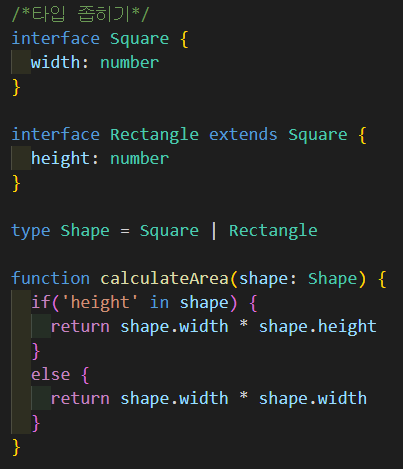 /*타입 좁히기*/
interface Square {
  width: number
}

interface Rectangle extends Square {
  height: number
}

type Shape = Square | Rectangle

function calculateArea(shape: Shape) {
  if('height' in shape) {
    return shape.width * shape.height
  }
  else {
    return shape.width * shape.width
  }
}